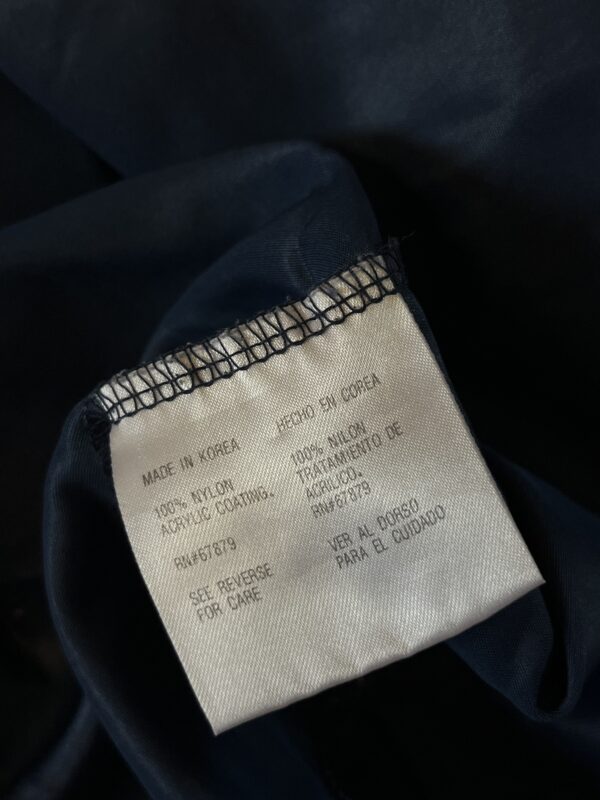 MADE IN KOREA
100% NYLON
ACRYLIC COATING.
RN#67879
SEE REVERSE
FOR CARE
HECHO EN COREA
100% NILON
TRATAMIENTO DE
ACRILICO.
RN#67879
VER AL DORSO
PARA EL CUIDADO